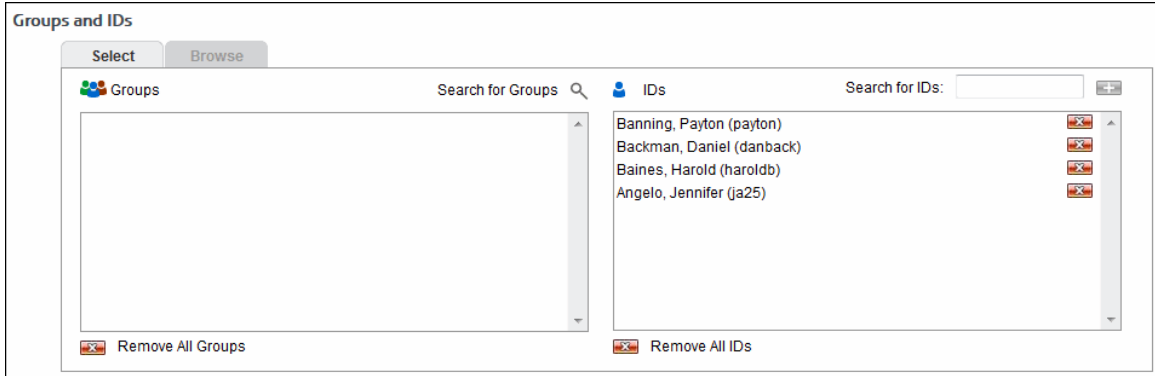 Groups and IDs
Select Browse
Groups Search for Groups IDs Search for IDs:
Banning, Payton (payton)
Backman, Daniel (danback)
Baines, Harold (haroldb)
Angelo, Jennifer (ja25)
Remove All Groups Remove All IDs